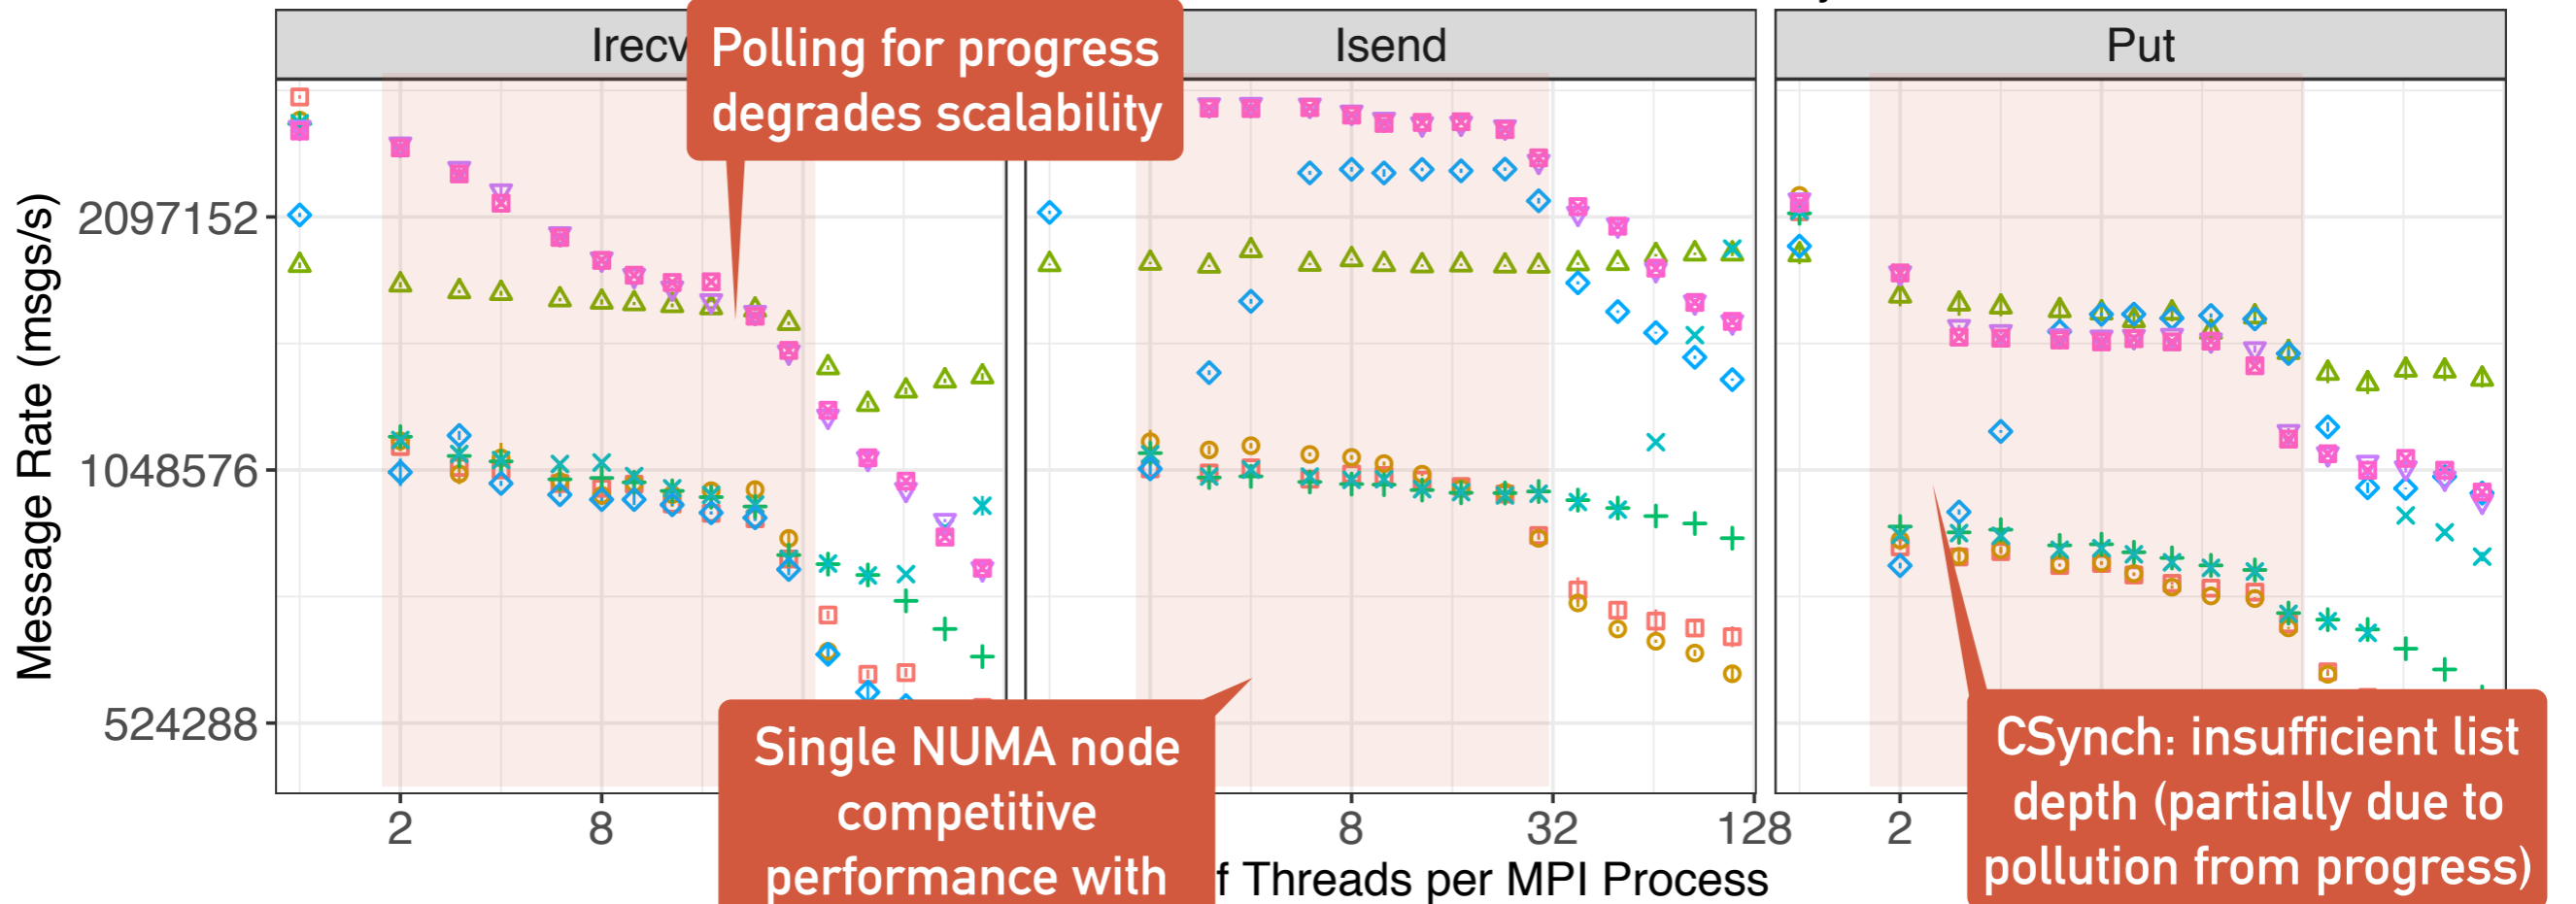 Irecv
Polling for progress
degrades scalability
Isend
Put
Message Rate (msgs/s)
2097152
1048576
524288
2
8
8
32
128
2
Single NUMA node
competitive
performance with
f Threads per MPI Process
CSynch: insufficient list
depth (partially due to
pollution from progress)